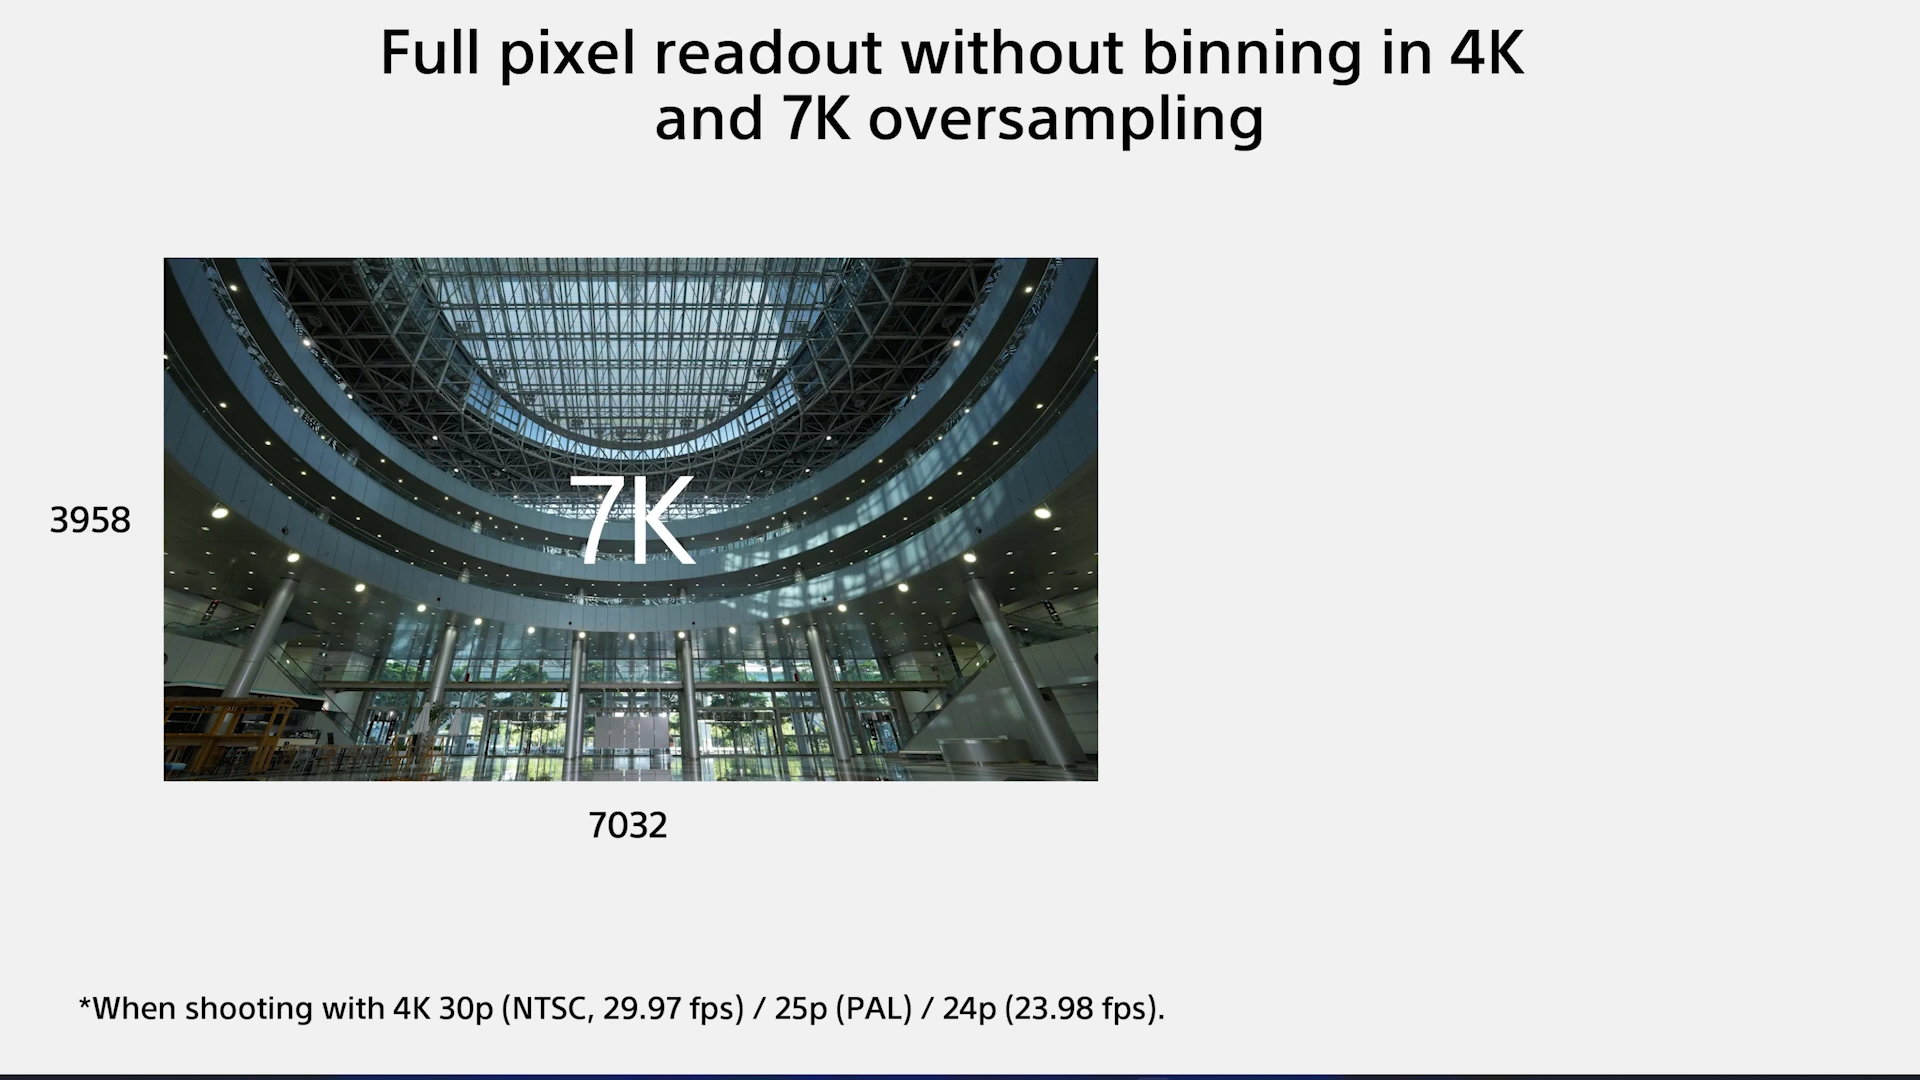 Full pixel readout without binning in 4K
and 7K oversampling
7K
3958
7032
*When shooting with 4K 30p (NTSC, 29.97 fps) / 25p (PAL) / 24p (23.98 fps).